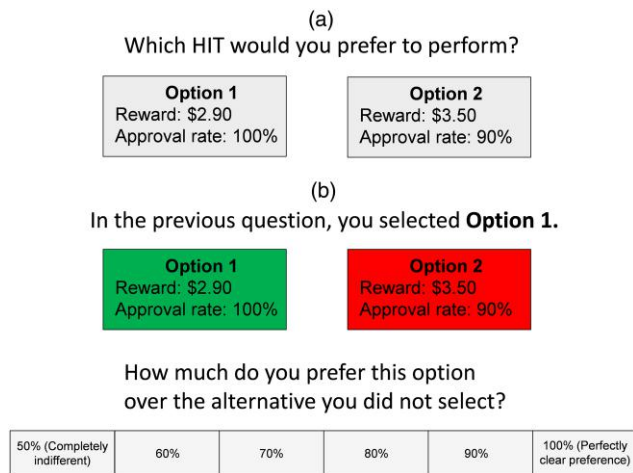 (a)
Which HIT would you prefer to perform?
Option 1
Reward: $2.90
Approval rate: 100%
Option 2
Reward: $3.50
Approval rate: 90%
(b)
In the previous question, you selected Option 1.
Option 1
Reward: $2.90
Approval rate: 100%
Option 2
Reward: $3.50
Approval rate: 90%
How much do you prefer this option
over the alternative you did not select?
50% (Completely
indifferent)
60%
70%
80%
90%
100% (Perfectly
clear preference)